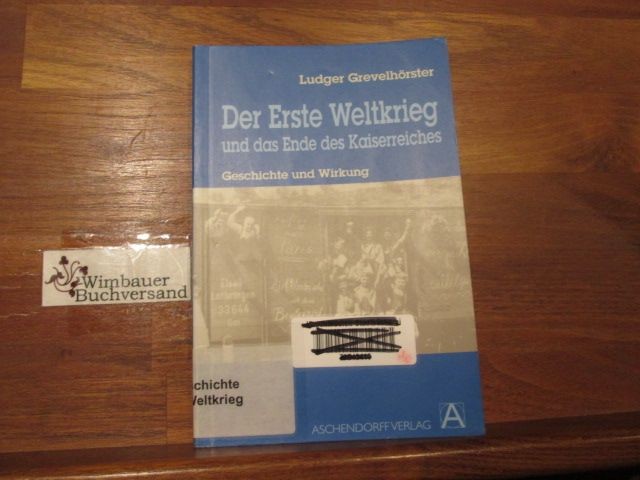 Ludger Grevelhörster
Der Erste Weltkrieg
und das Ende des Kaiserreiches
Geschichte und Wirkung
33644
Wimbauer
Buchversand
chichte
Weltkrieg
ASCHENDORFF VERLAG A